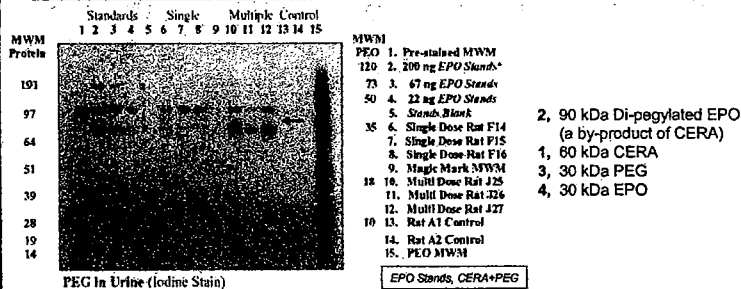 Standards Single Multiple Control
1 2 3 4 5 6 7 8 9 10 11 12 13 14 15
MWM
Protein
191
97
64
51
39
28
19
14
PEG in Urine (Iodine Stain)
MWM
PEO
120
73
50
35
18
10
1. Pre-stained MWM
2. 200 ng EPO Stands*
3. 67 ng EPO Stands
4. 22 ng EPO Stands
5. Stands Blank
6. Single Dose Rat F14
7. Single Dose Rat F15
8. Single Dose Rat F16
9. Magic Mark MWM
10. Multi Dose Rat J25
11. Multi Dose Rat J26
12. Multi Dose Rat J27
13. Rat A1 Control
14. Rat A2 Control
15. PEO MWM
EPO Stands, CERA+PEG
2, 90 kDa Di-pegylated EPO
(a by-product of CERA)
1, 60 kDa CERA
3, 30 kDa PEG
4, 30 kDa EPO